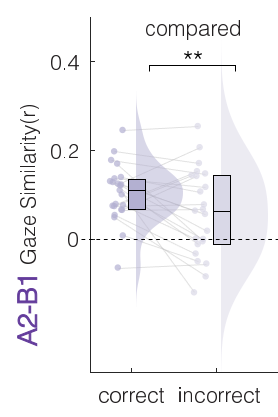 compared
**
0.4
0.2
0
A2-B1 Gaze Similarity(r)
correct incorrect